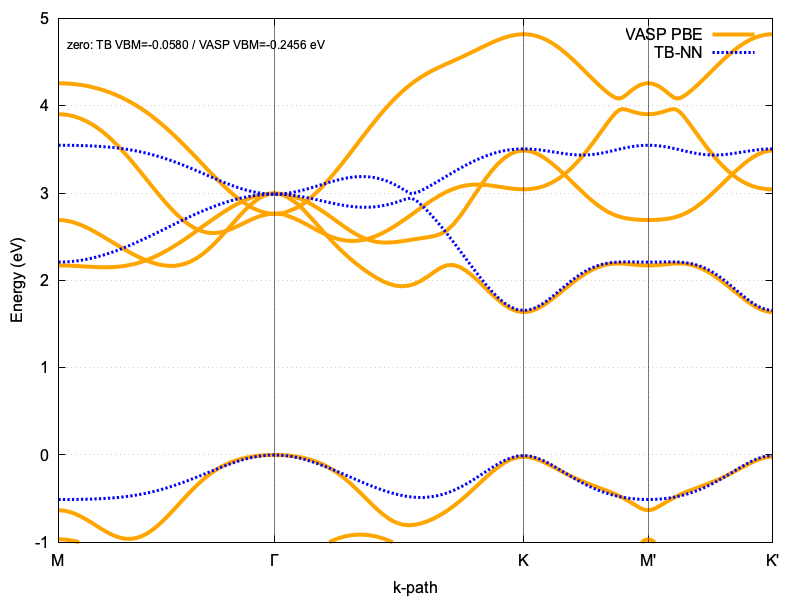 5
VASP PBE
zero: TB VBM=-0.0580 / VASP VBM=-0.2456 eV
TB-NN
4
3
Energy (eV)
2
1
0
-1
M Γ K M' K'
k-path